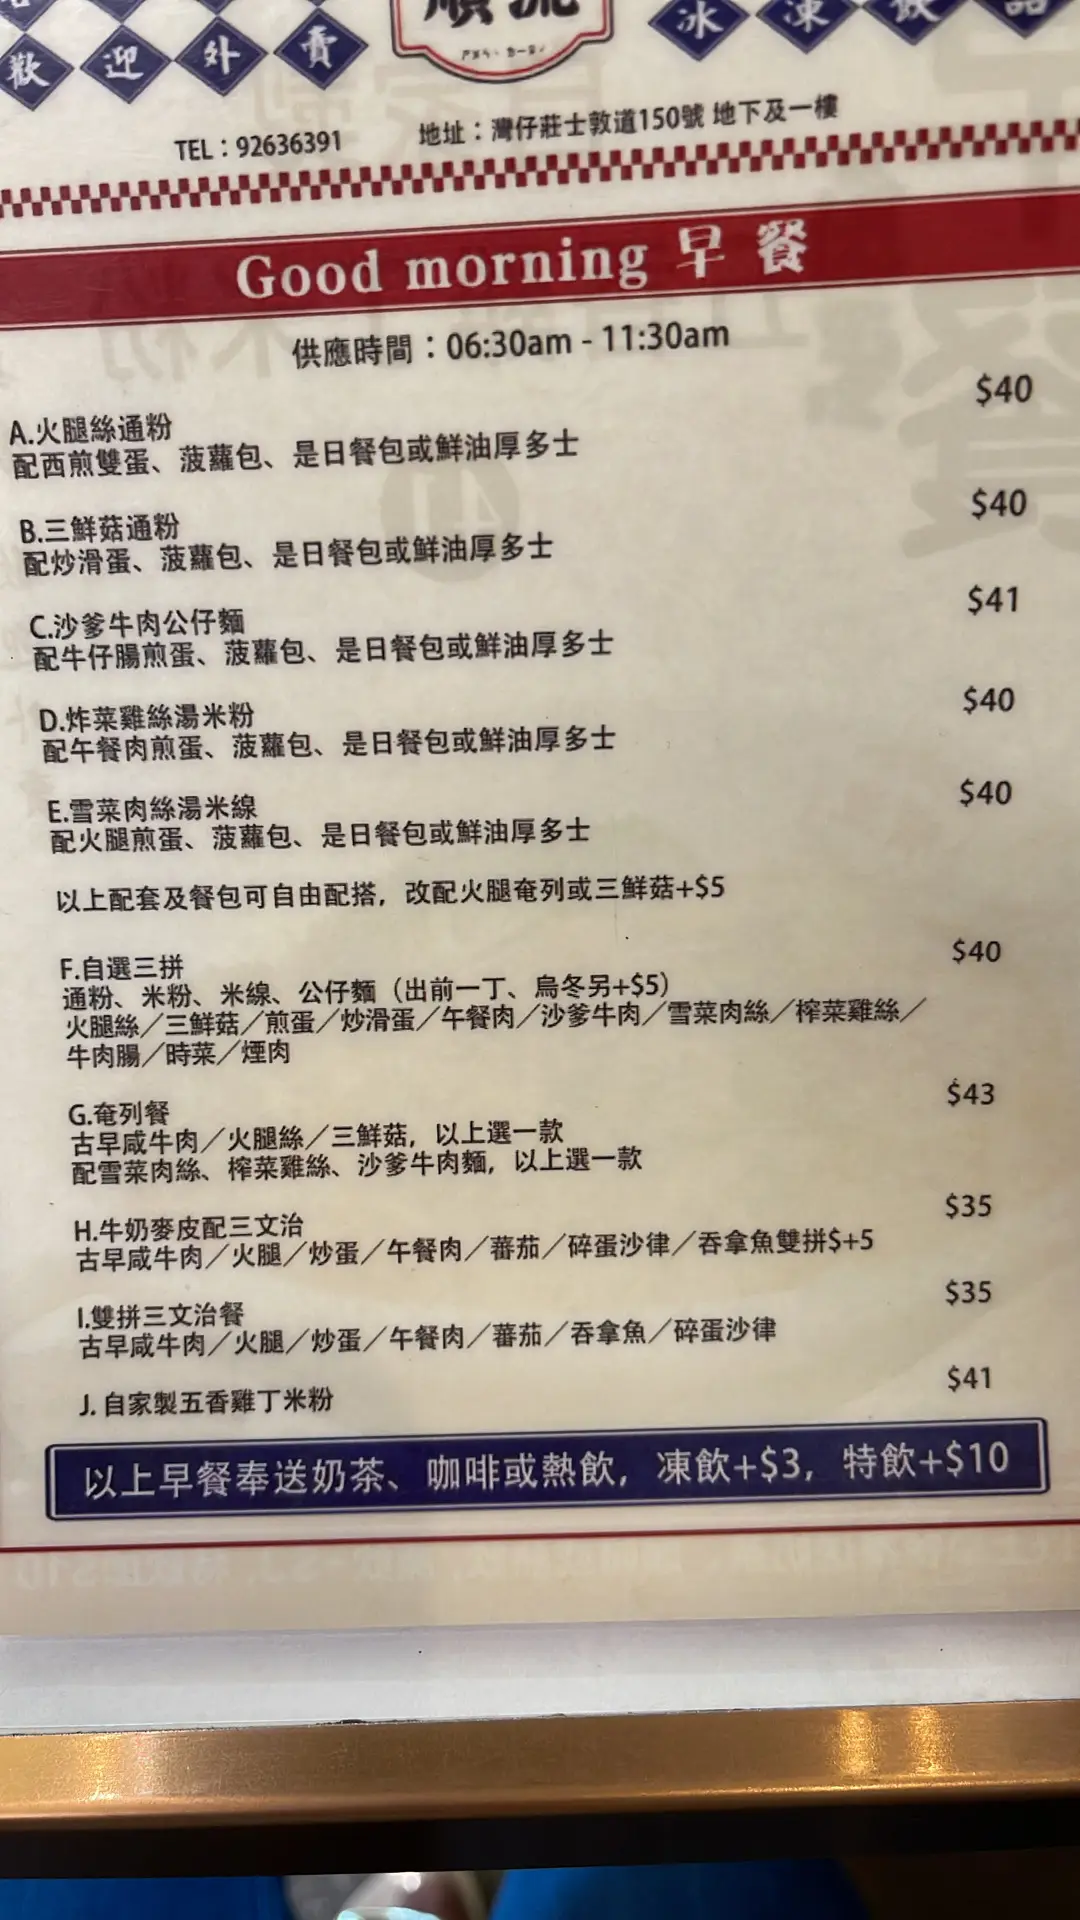 歡迎外賣
冰凍飲品
TEL：92636391
地址：灣仔莊士敦道150號 地下及一樓
Good morning 早餐
供應時間：06:30am - 11:30am
A.火腿絲通粉 $40
配西煎雙蛋、菠蘿包、是日餐包或鮮油厚多士
B.三鮮菇通粉 $40
配炒滑蛋、菠蘿包、是日餐包或鮮油厚多士
C.沙爹牛肉公仔麵 $41
配牛仔腸煎蛋、菠蘿包、是日餐包或鮮油厚多士
D.炸菜雞絲湯米粉 $40
配午餐肉煎蛋、菠蘿包、是日餐包或鮮油厚多士
E.雪菜肉絲湯米線 $40
配火腿煎蛋、菠蘿包、是日餐包或鮮油厚多士
以上配套及餐包可自由配搭，改配火腿奄列或三鮮菇+$5
F.自選三拼 $40
通粉、米粉、米線、公仔麵（出前一丁、烏冬另+$5）
火腿絲／三鮮菇／煎蛋／炒滑蛋／午餐肉／沙爹牛肉／雪菜肉絲／榨菜雞絲／
牛肉腸／時菜／煙肉
G.奄列餐 $43
古早咸牛肉／火腿絲／三鮮菇，以上選一款
配雪菜肉絲、榨菜雞絲、沙爹牛肉麵，以上選一款
H.牛奶麥皮配三文治 $35
古早咸牛肉／火腿／炒蛋／午餐肉／蕃茄／碎蛋沙律／吞拿魚雙拼$+5
I.雙拼三文治餐 $35
古早咸牛肉／火腿／炒蛋／午餐肉／蕃茄／吞拿魚／碎蛋沙律
J. 自家製五香雞丁米粉 $41
以上早餐奉送奶茶、咖啡或熱飲，凍飲+$3，特飲+$10